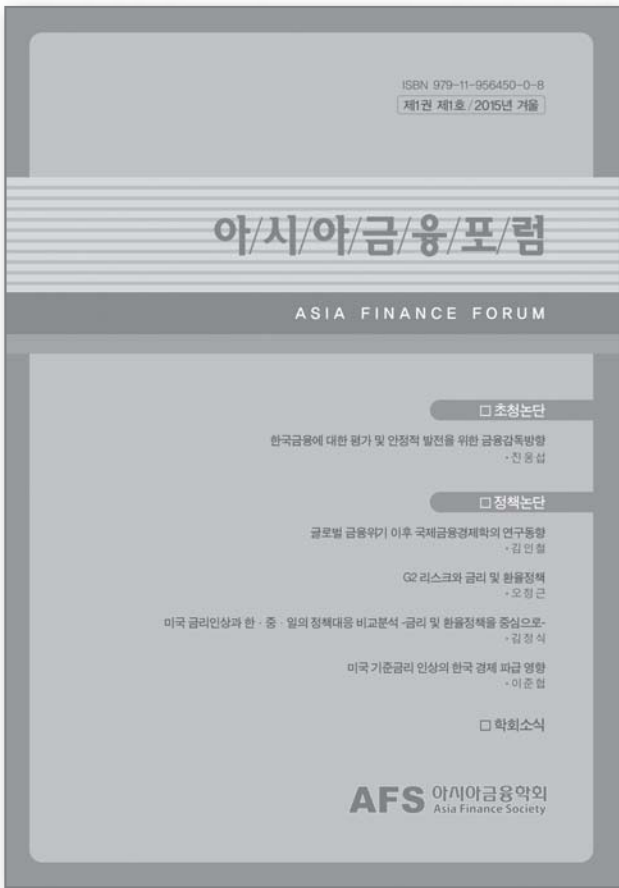 ISBN 979-11-956450-0-8
제1권 제1호 / 2015년 겨울
아/시/아/금/융/포/럼
ASIA FINANCE FORUM
□ 초청논단
한국금융에 대한 평가 및 안정적 발전을 위한 금융감독방향
• 진웅섭
□ 정책논단
글로벌 금융위기 이후 국제금융경제학의 연구동향
• 김인철
G2 리스크와 금리 및 환율정책
• 오정근
미국 금리인상과 한 · 중 · 일의 정책대응 비교분석 -금리 및 환율정책을 중심으로-
• 김정식
미국 기준금리 인상의 한국 경제 파급 영향
• 이준협
□ 학회소식
AFS 아시아금융학회
Asia Finance Society